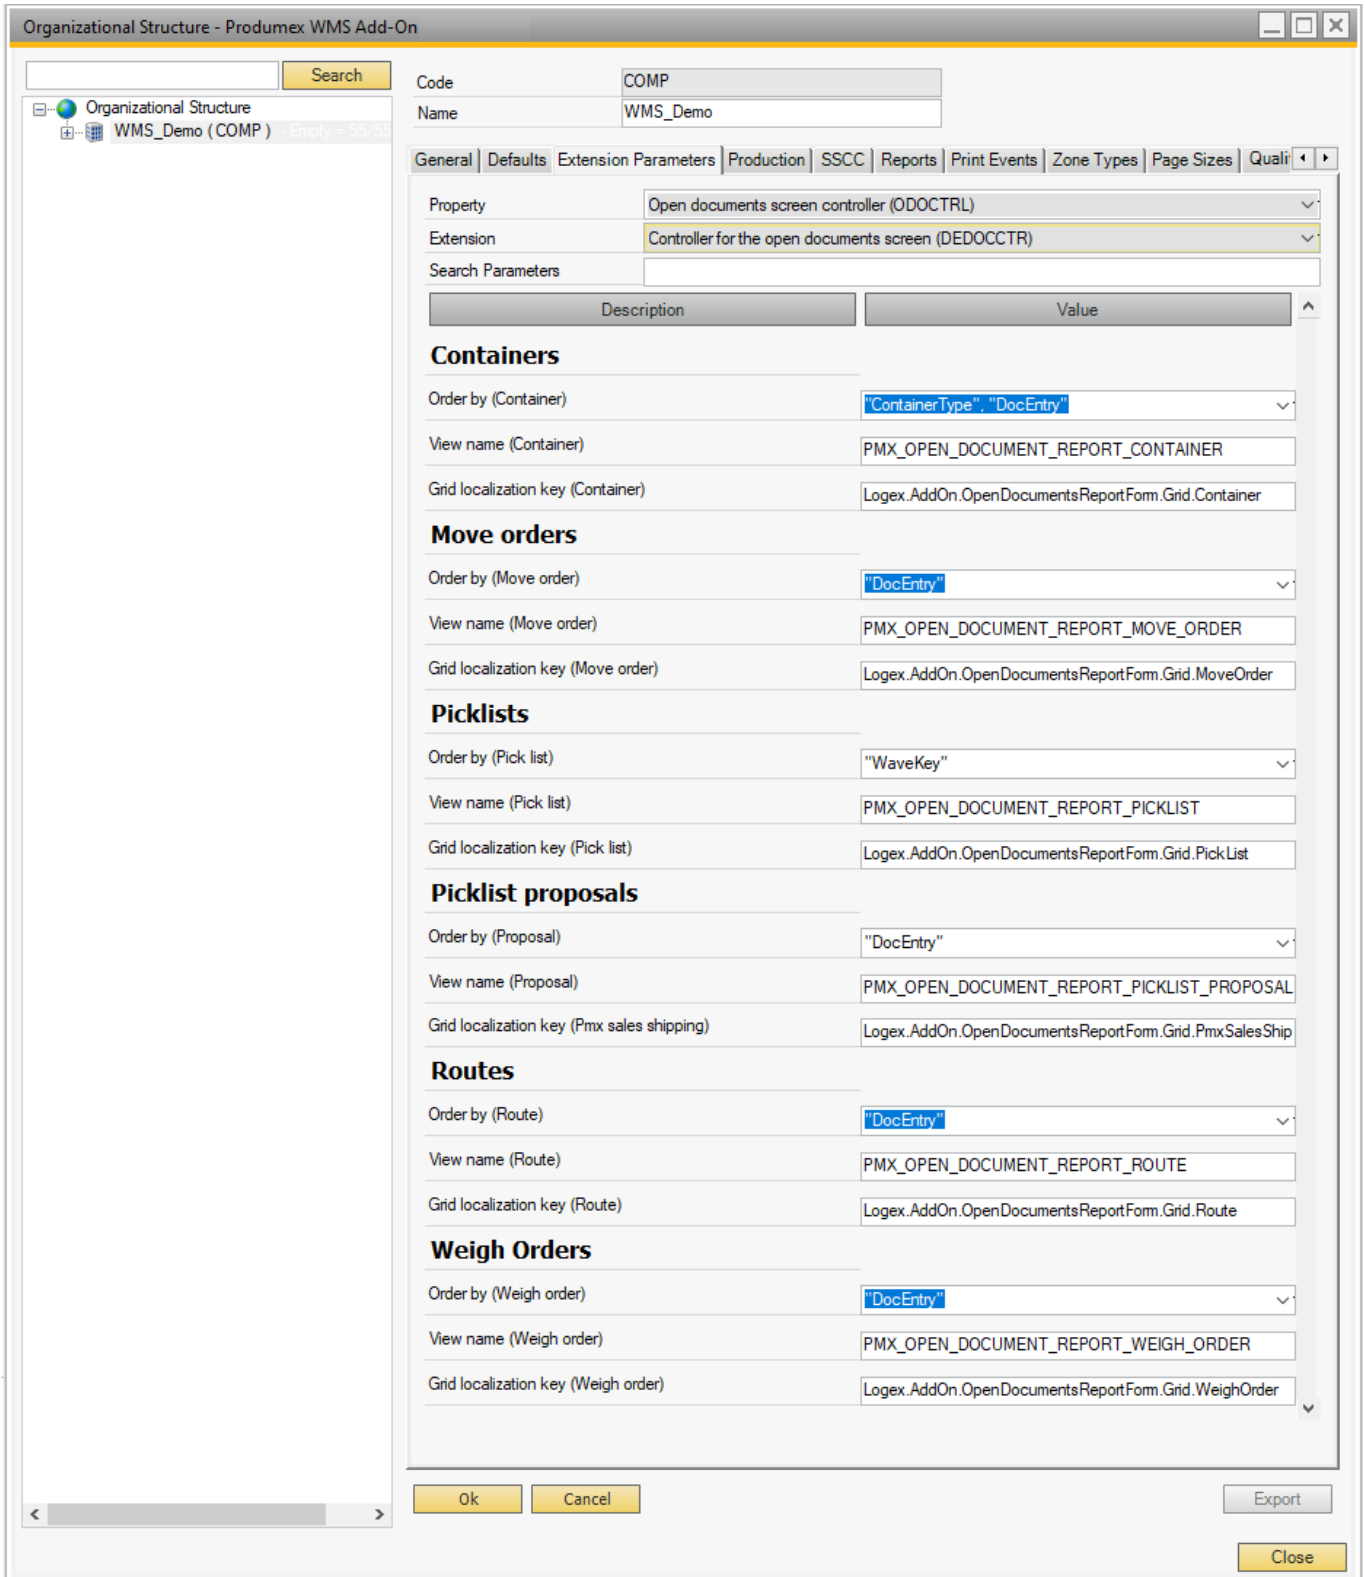 Organizational Structure - Produmex WMS Add-On
Search
Organizational Structure
WMS_Demo ( COMP ) - Empty = 55/55
Code COMP
Name WMS_Demo
General Defaults Extension Parameters Production SSCC Reports Print Events Zone Types Page Sizes Quali
Property Open documents screen controller (ODOCTRL)
Extension Controller for the open documents screen (DEDOCCTR)
Search Parameters
Description Value
Containers
Order by (Container) "ContainerType", "DocEntry"
View name (Container) PMX_OPEN_DOCUMENT_REPORT_CONTAINER
Grid localization key (Container) Logex.AddOn.OpenDocumentsReportForm.Grid.Container
Move orders
Order by (Move order) "DocEntry"
View name (Move order) PMX_OPEN_DOCUMENT_REPORT_MOVE_ORDER
Grid localization key (Move order) Logex.AddOn.OpenDocumentsReportForm.Grid.MoveOrder
Picklists
Order by (Pick list) "WaveKey"
View name (Pick list) PMX_OPEN_DOCUMENT_REPORT_PICKLIST
Grid localization key (Pick list) Logex.AddOn.OpenDocumentsReportForm.Grid.PickList
Picklist proposals
Order by (Proposal) "DocEntry"
View name (Proposal) PMX_OPEN_DOCUMENT_REPORT_PICKLIST_PROPOSAL
Grid localization key (Pmx sales shipping) Logex.AddOn.OpenDocumentsReportForm.Grid.PmxSalesShip
Routes
Order by (Route) "DocEntry"
View name (Route) PMX_OPEN_DOCUMENT_REPORT_ROUTE
Grid localization key (Route) Logex.AddOn.OpenDocumentsReportForm.Grid.Route
Weigh Orders
Order by (Weigh order) "DocEntry"
View name (Weigh order) PMX_OPEN_DOCUMENT_REPORT_WEIGH_ORDER
Grid localization key (Weigh order) Logex.AddOn.OpenDocumentsReportForm.Grid.WeighOrder
Ok Cancel Export
Close